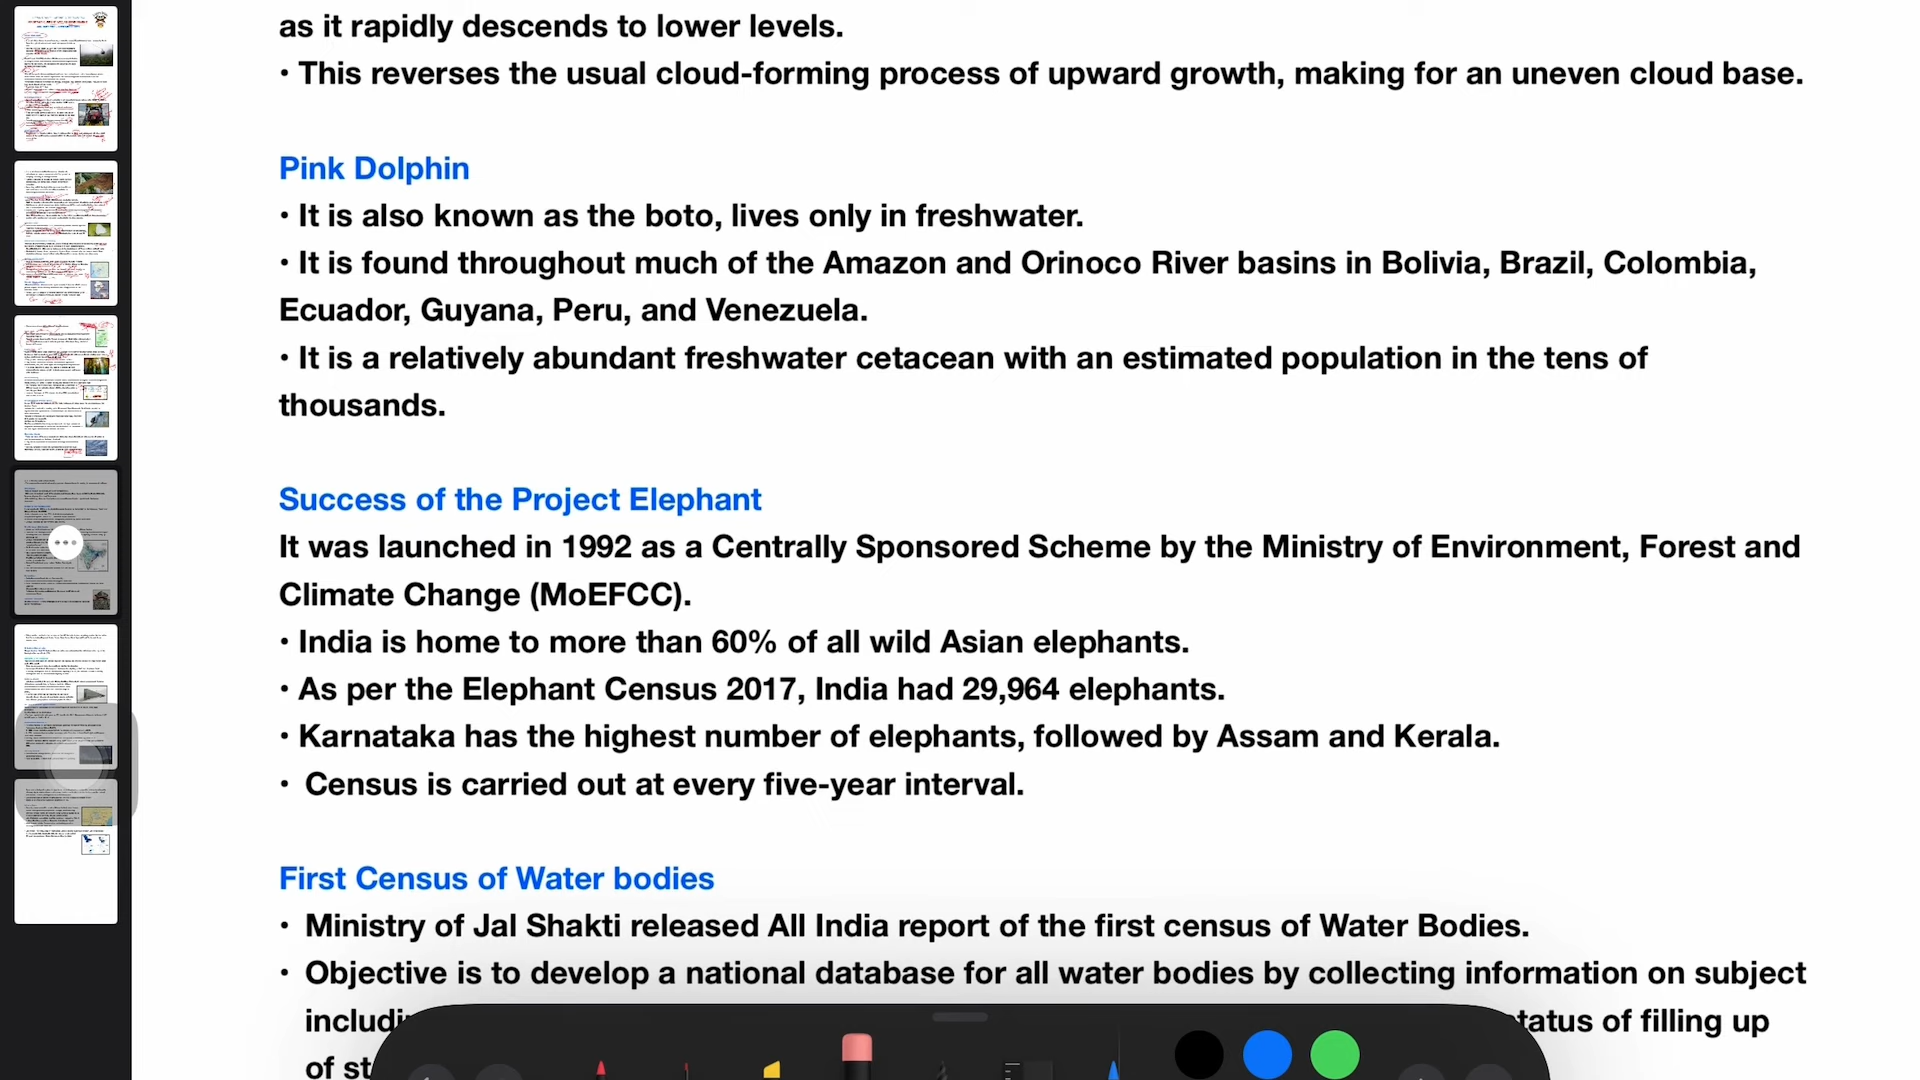 as it rapidly descends to lower levels.
• This reverses the usual cloud-forming process of upward growth, making for an uneven cloud base.
Pink Dolphin
• It is also known as the boto, lives only in freshwater.
• It is found throughout much of the Amazon and Orinoco River basins in Bolivia, Brazil, Colombia,
Ecuador, Guyana, Peru, and Venezuela.
• It is a relatively abundant freshwater cetacean with an estimated population in the tens of
thousands.
Success of the Project Elephant
It was launched in 1992 as a Centrally Sponsored Scheme by the Ministry of Environment, Forest and
Climate Change (MoEFCC).
• India is home to more than 60% of all wild Asian elephants.
• As per the Elephant Census 2017, India had 29,964 elephants.
• Karnataka has the highest number of elephants, followed by Assam and Kerala.
• Census is carried out at every five-year interval.
First Census of Water bodies
• Ministry of Jal Shakti released All India report of the first census of Water Bodies.
• Objective is to develop a national database for all water bodies by collecting information on subject
of filling up
of